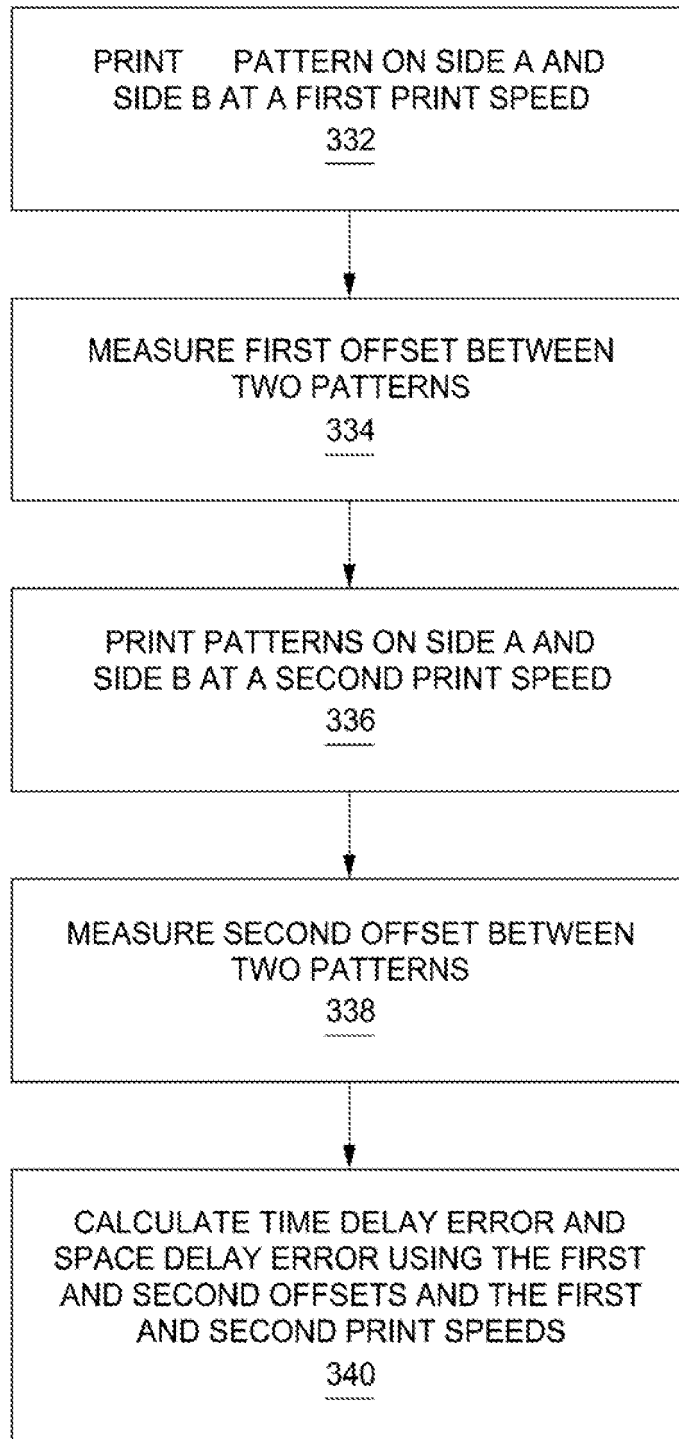 PRINT PATTERN ON SIDE A AND
SIDE B AT A FIRST PRINT SPEED
332
MEASURE FIRST OFFSET BETWEEN
TWO PATTERNS
334
PRINT PATTERNS ON SIDE A AND
SIDE B AT A SECOND PRINT SPEED
336
MEASURE SECOND OFFSET BETWEEN
TWO PATTERNS
338
CALCULATE TIME DELAY ERROR AND
SPACE DELAY ERROR USING THE FIRST
AND SECOND OFFSETS AND THE FIRST
AND SECOND PRINT SPEEDS
340